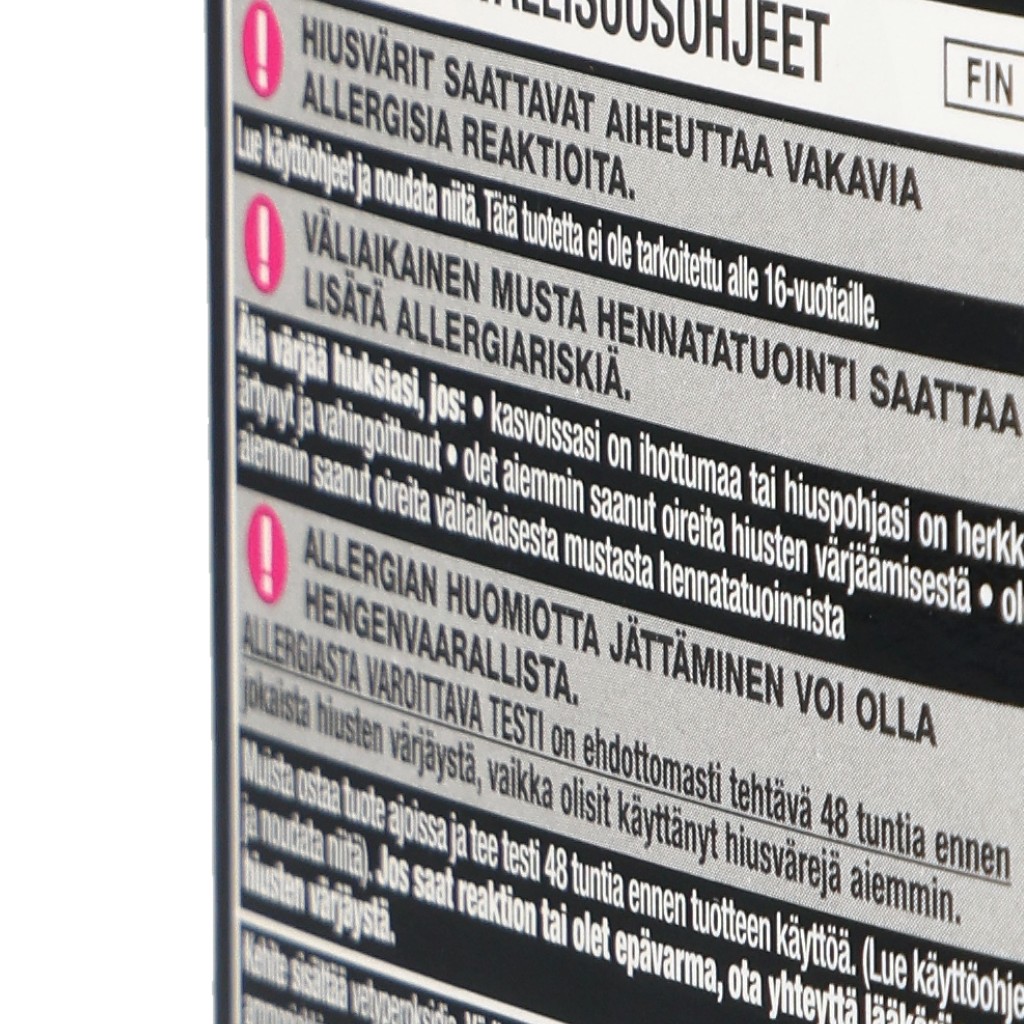 LLISUUSOHJEET
FIN
HIUSVÄRIT SAATTAVAT AIHEUTTAA VAKAVIA
ALLERGISIA REAKTIOITA.
Lue käyttöohjeet ja noudata niitä. Tätä tuotetta ei ole tarkoitettu alle 16-vuotiaille.
VÄLIAIKAINEN MUSTA HENNATATUOINTI SAATTAA
LISÄTÄ ALLERGIARISKIÄ.
Älä värjää hiuksiasi, jos: • kasvoissasi on ihottumaa tai hiuspohjasi on herkk
ärtynyt ja vahingoittunut • olet aiemmin saanut oireita hiusten värjäämisestä • ol
aiemmin saanut oireita väliaikaisesta mustasta hennatatuoinnista
ALLERGIAN HUOMIOTTA JÄTTÄMINEN VOI OLLA
HENGENVAARALLISTA.
ALLERGIASTA VAROITTAVA TESTI on ehdottomasti tehtävä 48 tuntia ennen
jokaista hiusten värjäystä, vaikka olisit käyttänyt hiusvärejä aiemmin.
Muista ostaa tuote ajoissa ja tee testi 48 tuntia ennen tuotteen käyttöä. (Lue käyttöohje
ja noudata niitä). Jos saat reaktion tai olet epävarma, ota yhteyttä
hiusten värjäystä.
Kehite sisältää vetyperoksidia.